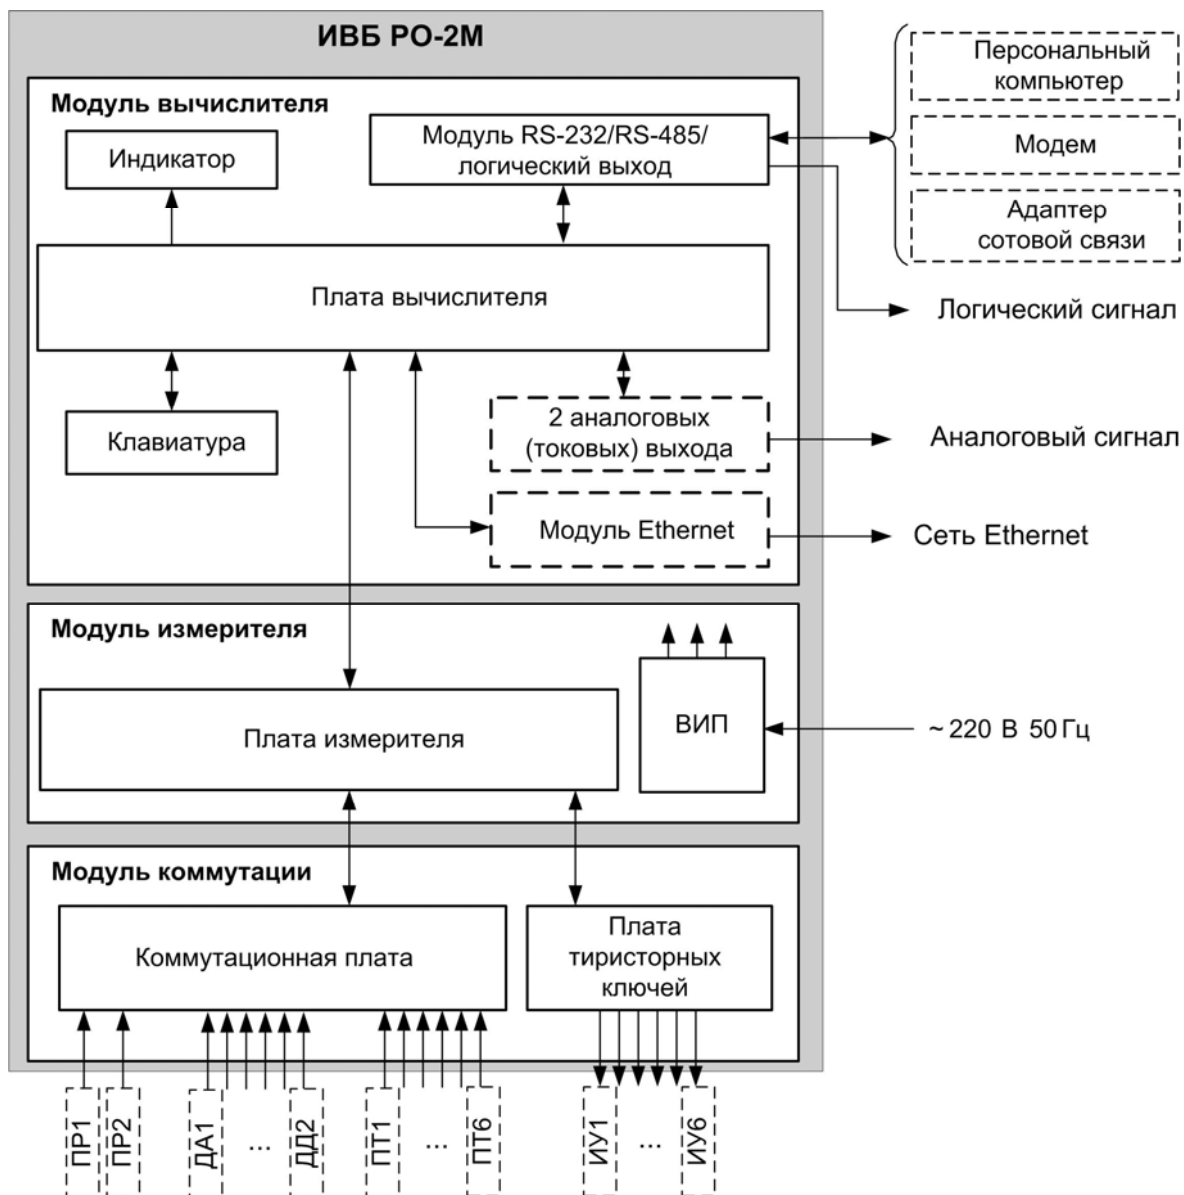 ИВБ РО-2М
Модуль вычислителя
Индикатор
Модуль RS-232/RS-485/
логический выход
Персональный
компьютер
Модем
Адаптер
сотовой связи
Плата вычислителя
Логический сигнал
Клавиатура
2 аналоговых
(токовых) выхода
Аналоговый сигнал
Модуль Ethernet
Сеть Ethernet
Модуль измерителя
Плата измерителя
ВИП
~ 220 В 50 Гц
Модуль коммутации
Коммутационная плата
Плата
тиристорных
ключей
ПР1
ПР2
ДА1
...
ДД2
ПТ1
...
ПТ6
ИУ1
...
ИУ6